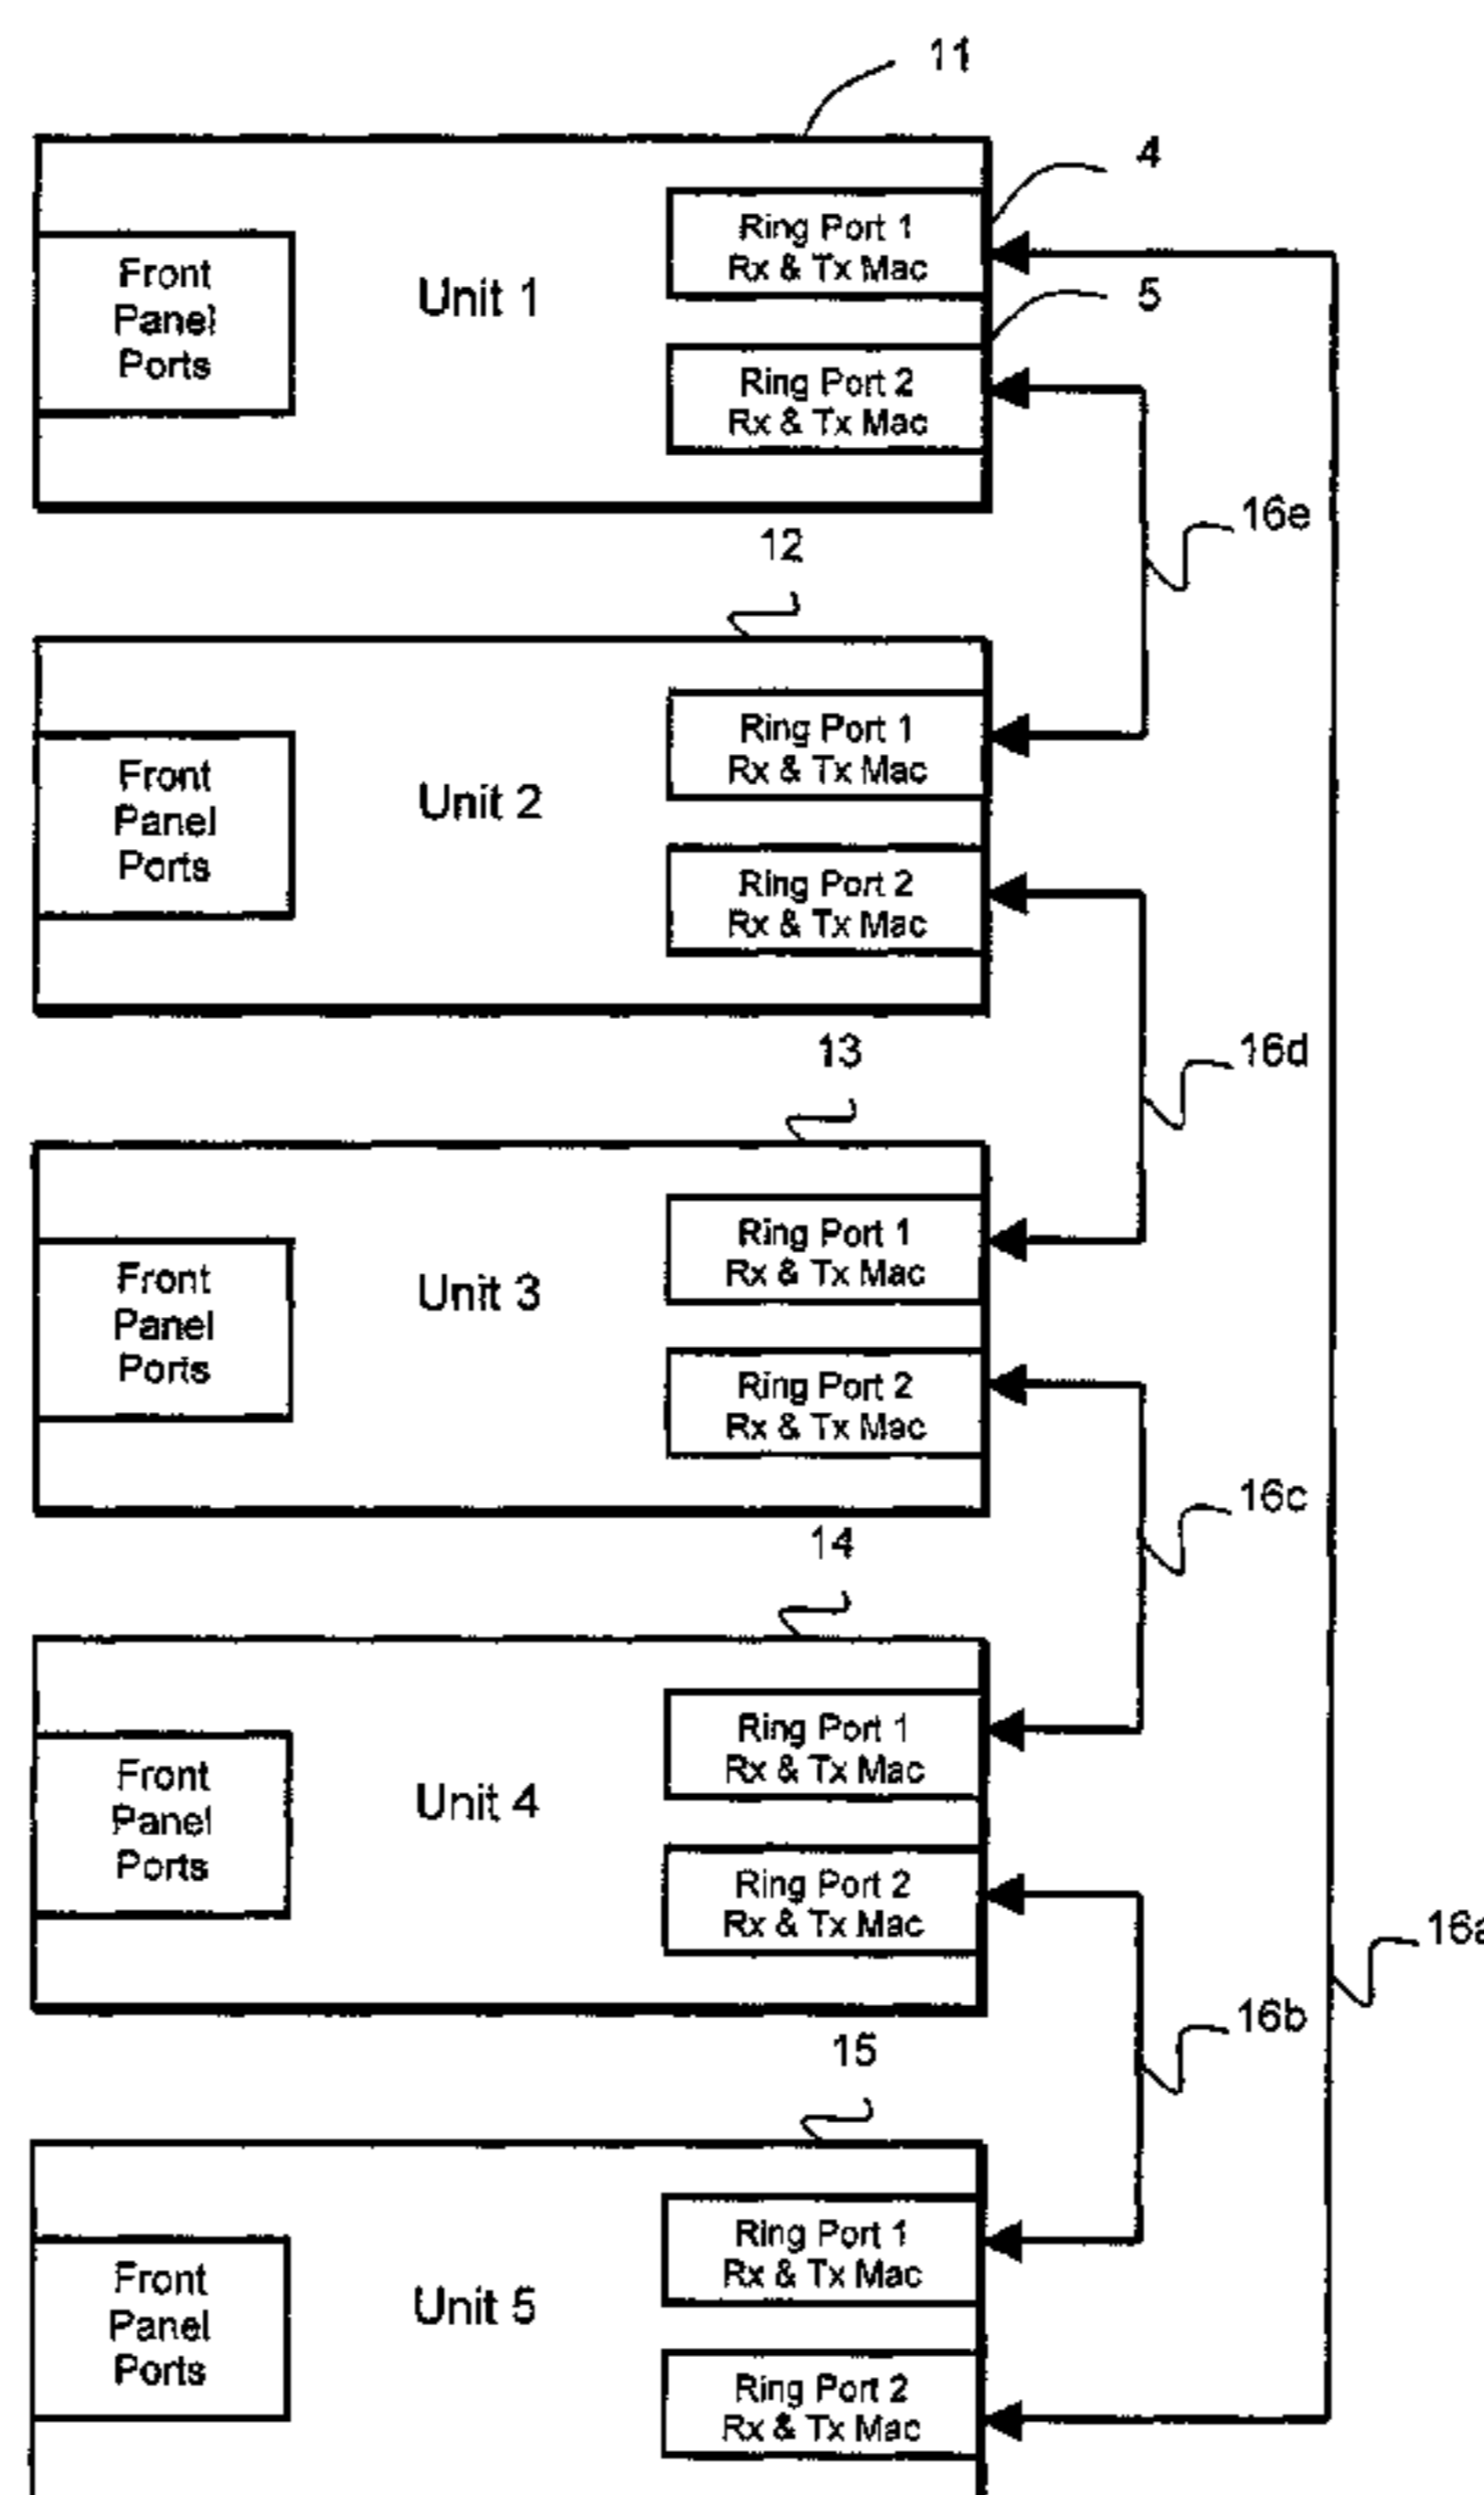 11
4
Ring Port 1
Rx & Tx Mac
Front
Panel
Ports
Unit 1
5
Ring Port 2
Rx & Tx Mac
16e
12
Ring Port 1
Rx & Tx Mac
Front
Panel
Ports
Unit 2
Ring Port 2
Rx & Tx Mac
13
16d
Ring Port 1
Rx & Tx Mac
Front
Panel
Ports
Unit 3
Ring Port 2
Rx & Tx Mac
16c
14
Ring Port 1
Rx & Tx Mac
Front
Panel
Ports
Unit 4
Ring Port 2
Rx & Tx Mac
16a
16b
15
Ring Port 1
Rx & Tx Mac
Front
Panel
Ports
Unit 5
Ring Port 2
Rx & Tx Mac